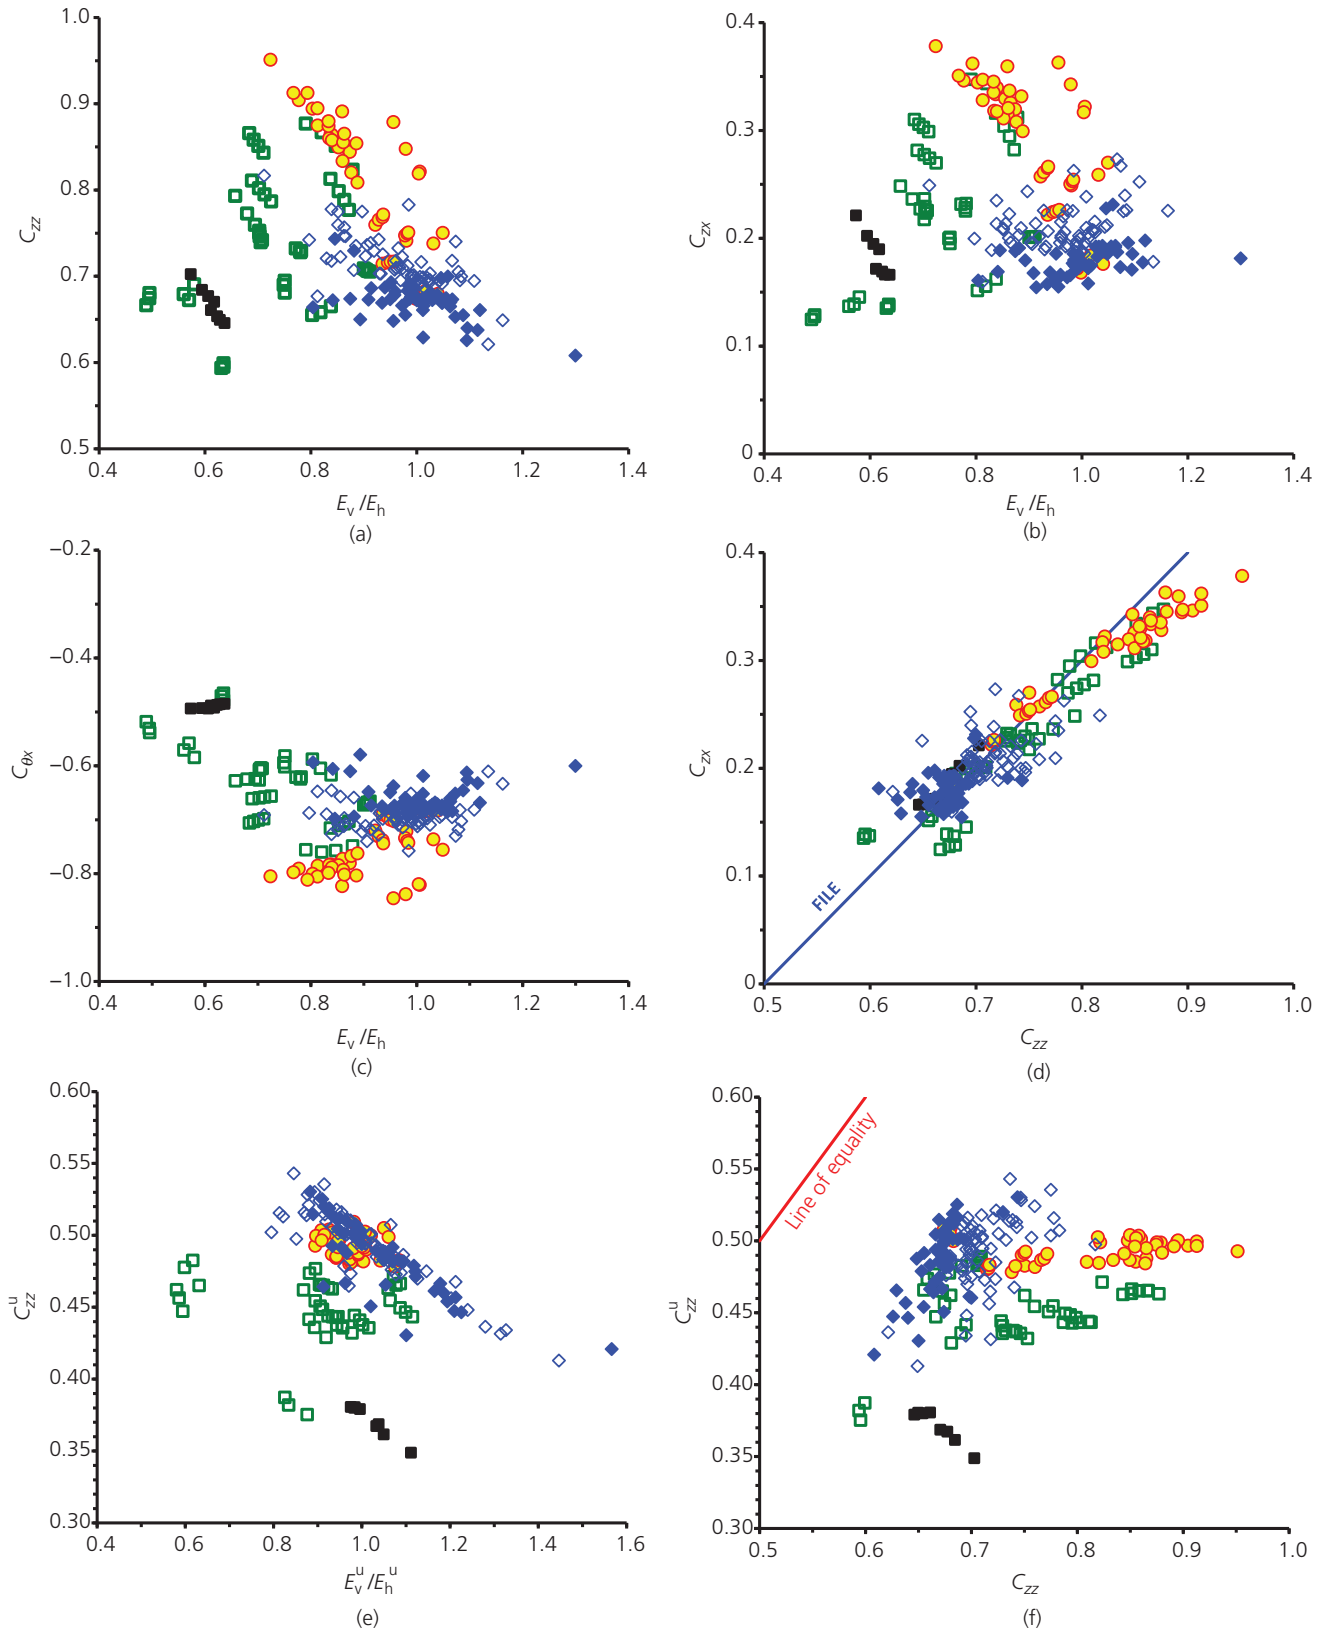 1.0
0.9
0.8
0.7
0.6
0.5
C_zz
0.4 0.6 0.8 1.0 1.2 1.4
E_v/E_h
(a)
0.4
0.3
0.2
0.1
0
C_zx
0.4 0.6 0.8 1.0 1.2 1.4
E_v/E_h
(b)
−0.2
−0.4
−0.6
−0.8
−1.0
C_θx
0.4 0.6 0.8 1.0 1.2 1.4
E_v/E_h
(c)
0.4
0.3
0.2
0.1
0
C_zx
FILE
0.5 0.6 0.7 0.8 0.9 1.0
C_zz
(d)
0.60
0.55
0.50
0.45
0.40
0.35
0.30
C_zz^u
0.4 0.6 0.8 1.0 1.2 1.4 1.6
E_v^u/E_h^u
(e)
0.60
0.55
0.50
0.45
0.40
0.35
0.30
C_zz^u
Line of equality
0.5 0.6 0.7 0.8 0.9 1.0
C_zz
(f)